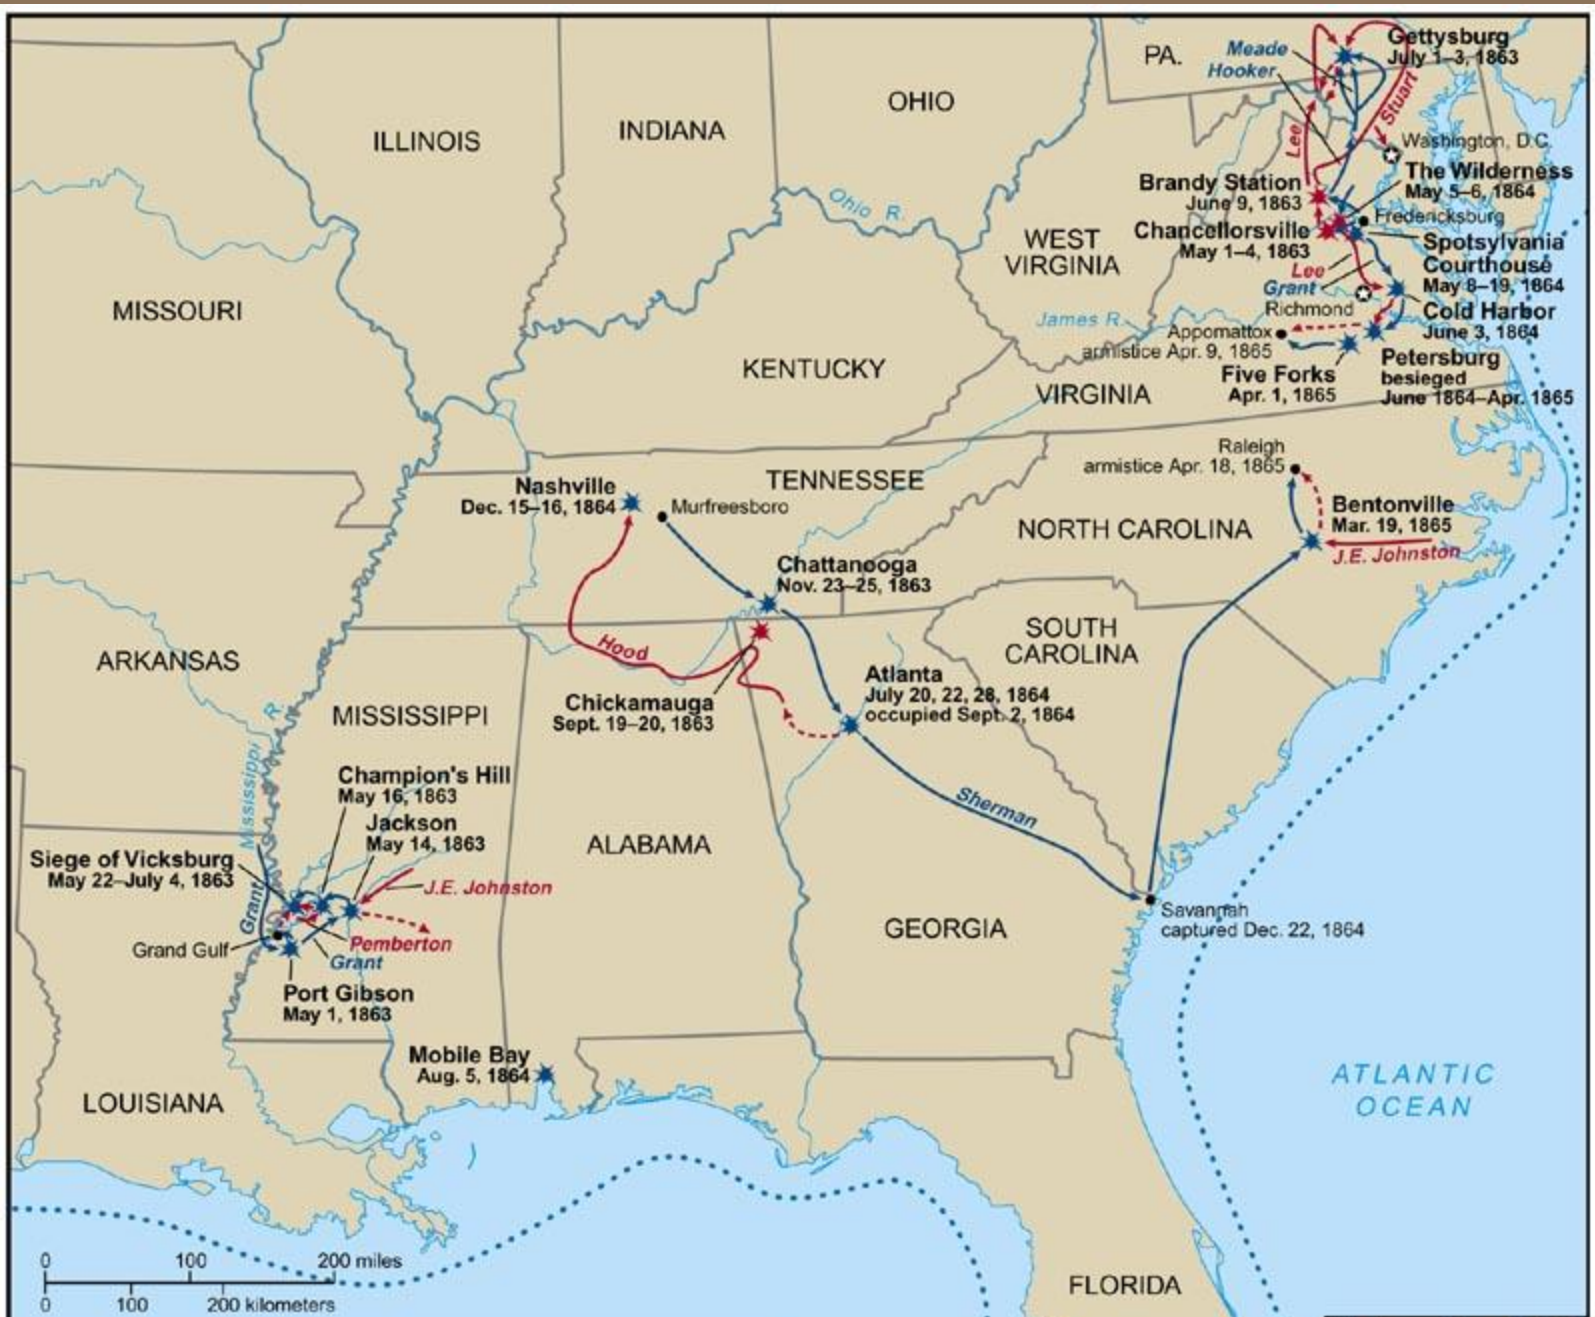 PA.
Meade
Hooker
Gettysburg
July 1–3, 1863
Stuart
Lee
Washington, D.C.
OHIO
INDIANA
ILLINOIS
The Wilderness
May 5–6, 1864
Brandy Station
June 9, 1863
Ohio R.
Fredericksburg
Chancellorsville
May 1–4, 1863
WEST
VIRGINIA
Spotsylvania
Courthouse
May 8–19, 1864
Lee
Grant
Richmond
MISSOURI
Cold Harbor
June 3, 1864
James R.
Appomattox
armistice Apr. 9, 1865
Petersburg
besieged
June 1864–Apr. 1865
Five Forks
Apr. 1, 1865
KENTUCKY
VIRGINIA
Raleigh
armistice Apr. 18, 1865
TENNESSEE
Nashville
Dec. 15–16, 1864
Murfreesboro
NORTH CAROLINA
Bentonville
Mar. 19, 1865
J.E. Johnston
Chattanooga
Nov. 23–25, 1863
SOUTH
CAROLINA
Hood
ARKANSAS
Atlanta
July 20, 22, 28, 1864
occupied Sept. 2, 1864
Chickamauga
Sept. 19–20, 1863
MISSISSIPPI
Mississippi R.
Champion's Hill
May 16, 1863
Jackson
May 14, 1863
Sherman
ALABAMA
Siege of Vicksburg
May 22–July 4, 1863
J.E. Johnston
Grant
GEORGIA
Savannah
captured Dec. 22, 1864
Grand Gulf
Pemberton
Grant
Port Gibson
May 1, 1863
Mobile Bay
Aug. 5, 1864
LOUISIANA
ATLANTIC
OCEAN
FLORIDA
0 100 200 miles
0 100 200 kilometers